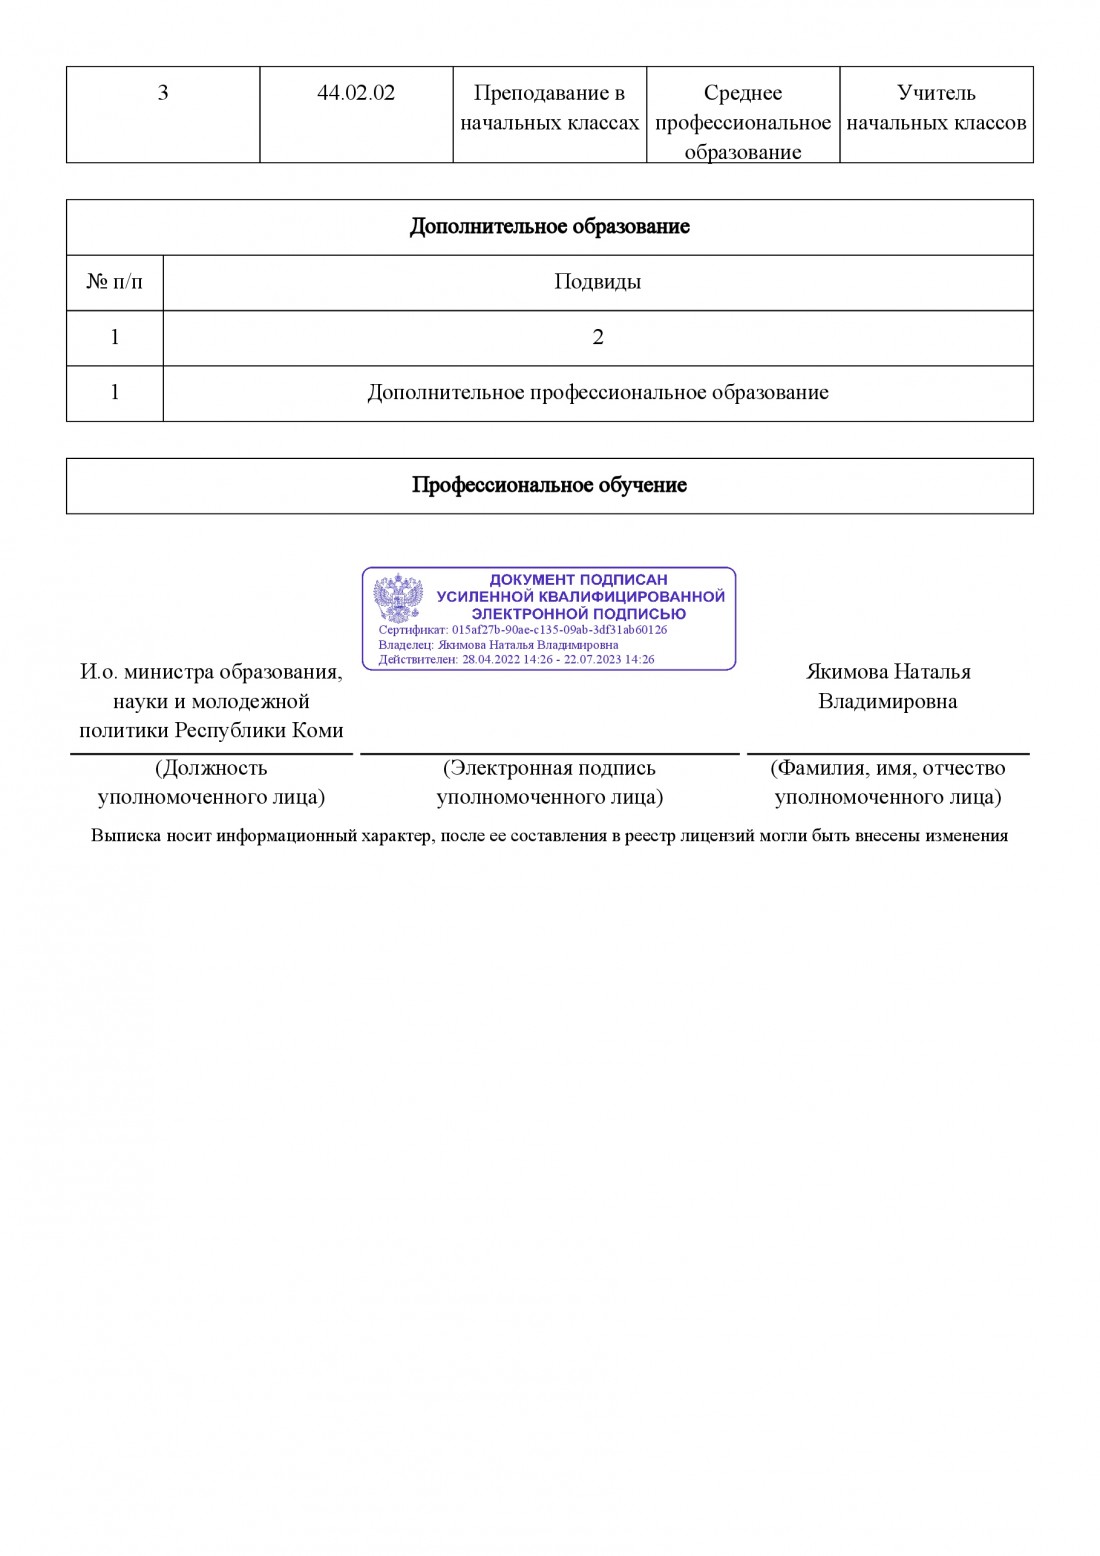 3 44.02.02 Преподавание в Среднее Учитель
начальных классах профессиональное начальных классов
образование
Дополнительное образование
№ п/п Подвиды
1 2
1 Дополнительное профессиональное образование
Профессиональное обучение
ДОКУМЕНТ ПОДПИСАН
УСИЛЕННОЙ КВАЛИФИЦИРОВАННОЙ
ЭЛЕКТРОННОЙ ПОДПИСЬЮ
Сертификат: 015af27b-90ae-c135-09ab-3df31ab60126
Владелец: Якимова Наталья Владимировна
Действителен: 28.04.2022 14:26 - 22.07.2023 14:26
И.о. министра образования, Якимова Наталья
науки и молодежной Владимировна
политики Республики Коми
(Должность (Электронная подпись (Фамилия, имя, отчество
уполномоченного лица) уполномоченного лица) уполномоченного лица)
Выписка носит информационный характер, после ее составления в реестр лицензий могли быть внесены изменения